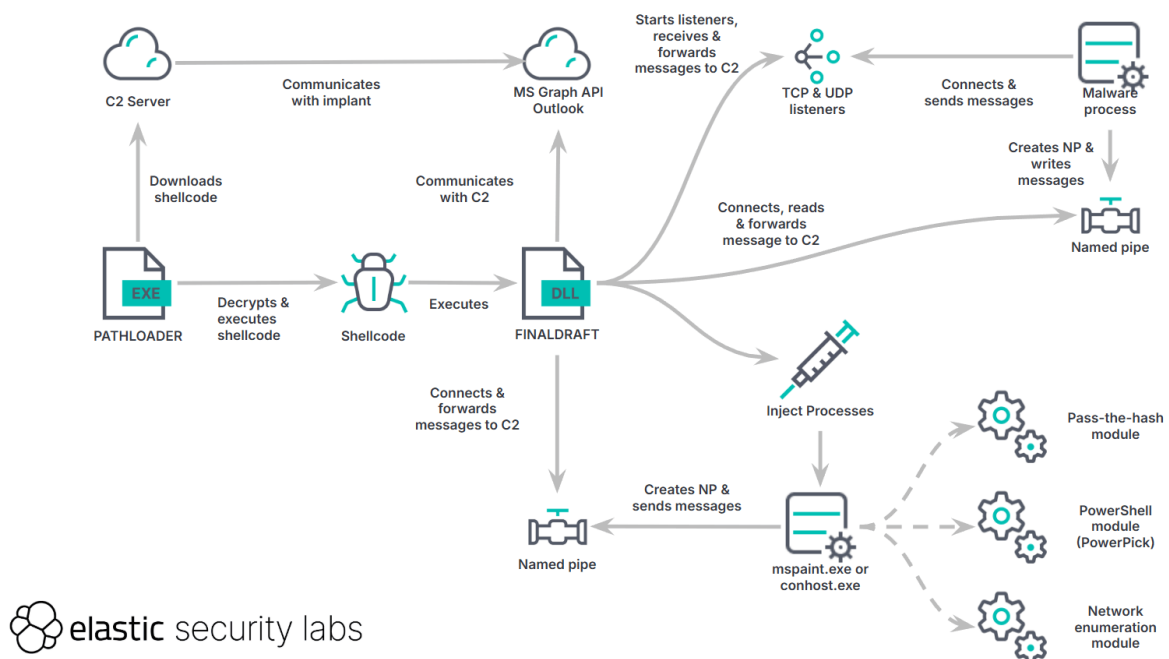 Starts listeners,
receives &
forwards
messages to C2
C2 Server
Communicates
with implant
MS Graph API
Outlook
TCP & UDP
listeners
Connects &
sends messages
Malware
process
Downloads
shellcode
Communicates
with C2
Creates NP &
writes
messages
Connects, reads
& forwards
message to C2
Named pipe
EXE
PATHLOADER
Decrypts &
executes
shellcode
Shellcode
Executes
DLL
FINALDRAFT
Connects &
forwards
messages to C2
Inject Processes
Pass-the-hash
module
Creates NP &
sends messages
Named pipe
mspaint.exe or
conhost.exe
PowerShell
module
(PowerPick)
Network
enumeration
module
elastic security labs